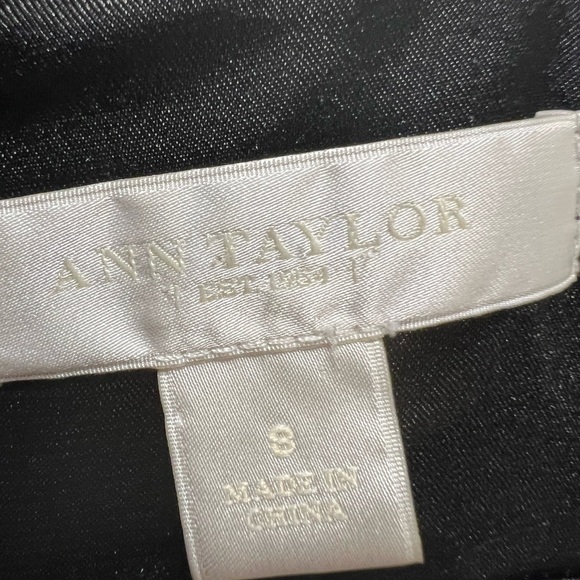 ANN TAYLOR
EST. 1954
8
MADE IN
CHINA